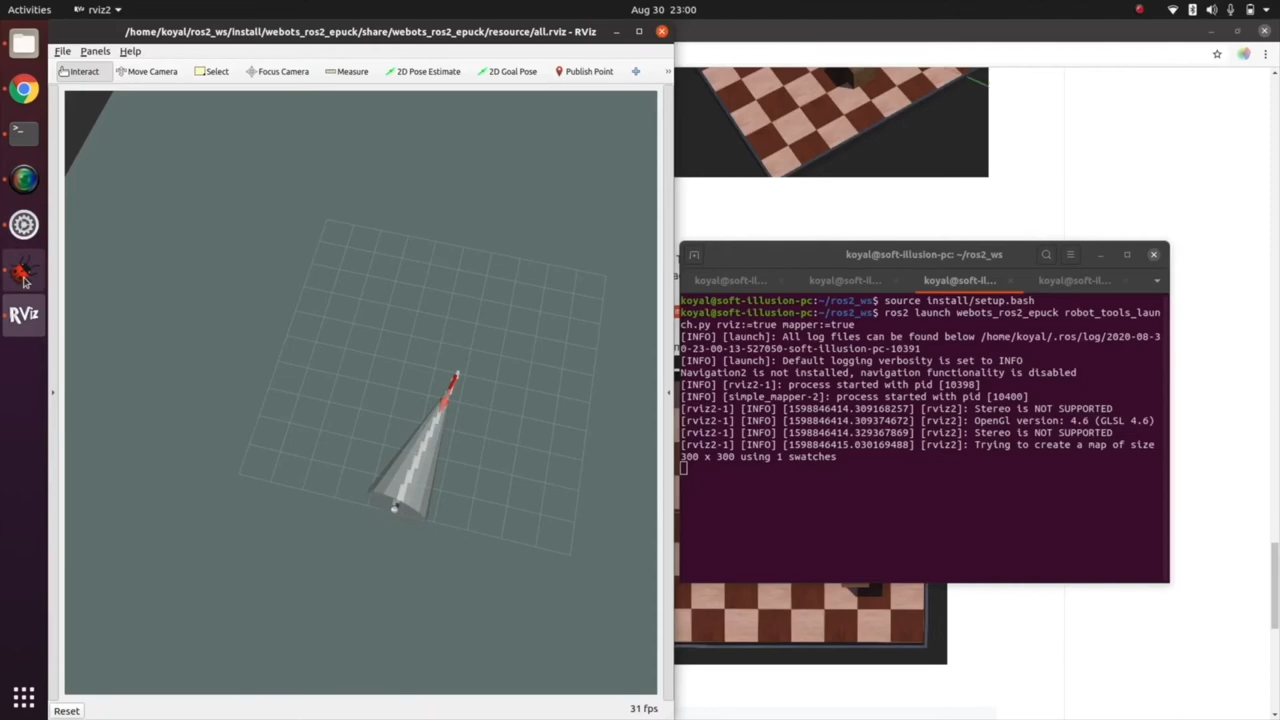 Activities
rviz2
Aug 30 23:00
/home/koyal/ros2_ws/install/webots_ros2_epuck/share/webots_ros2_epuck/resource/all.rviz - RViz
File Panels Help
Interact Move Camera Select Focus Camera Measure 2D Pose Estimate 2D Goal Pose Publish Point
»
RViz
Reset
31 fps
koyal@soft-illusion-pc: ~/ros2_ws
koyal@soft-il... koyal@soft-il... koyal@soft-il... koyal@soft-il...
koyal@soft-illusion-pc:~/ros2_ws$ source install/setup.bash
koyal@soft-illusion-pc:~/ros2_ws$ ros2 launch webots_ros2_epuck robot_tools_laun
ch.py rviz:=true mapper:=true
[INFO] [launch]: All log files can be found below /home/koyal/.ros/log/2020-08-3
0-23-00-13-527050-soft-illusion-pc-10391
[INFO] [launch]: Default logging verbosity is set to INFO
Navigation2 is not installed, navigation functionality is disabled
[INFO] [rviz2-1]: process started with pid [10398]
[INFO] [simple_mapper-2]: process started with pid [10400]
[rviz2-1] [INFO] [1598846414.309168257] [rviz2]: Stereo is NOT SUPPORTED
[rviz2-1] [INFO] [1598846414.309374672] [rviz2]: OpenGl version: 4.6 (GLSL 4.6)
[rviz2-1] [INFO] [1598846414.329367869] [rviz2]: Stereo is NOT SUPPORTED
[rviz2-1] [INFO] [1598846415.030169488] [rviz2]: Trying to create a map of size
300 x 300 using 1 swatches